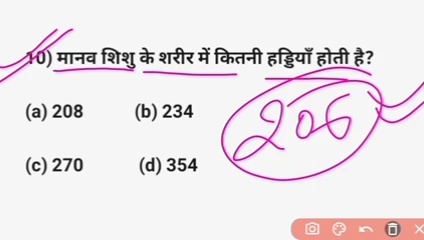 10) मानव शिशु के शरीर में कितनी हड्डियाँ होती है?
(a) 208 (b) 234
206
(c) 270 (d) 354